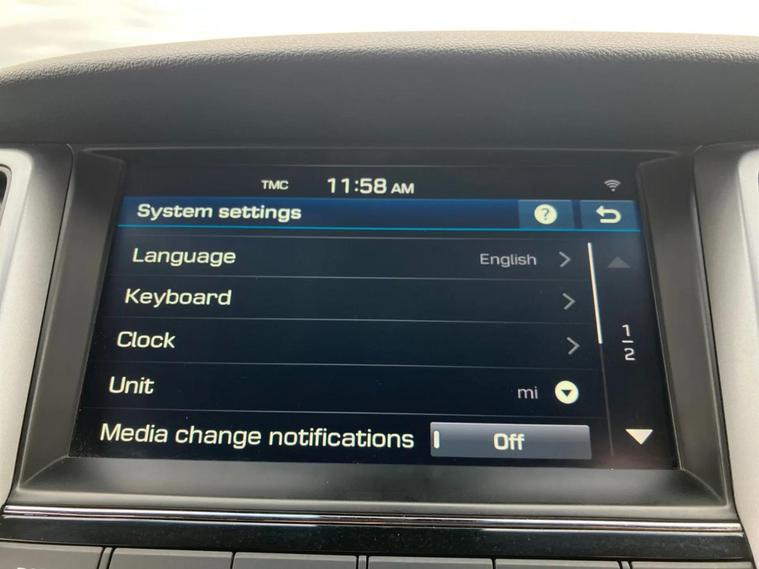 TMC 11:58 AM
System settings ?
Language English
Keyboard
Clock
1
2
Unit mi
Media change notifications Off